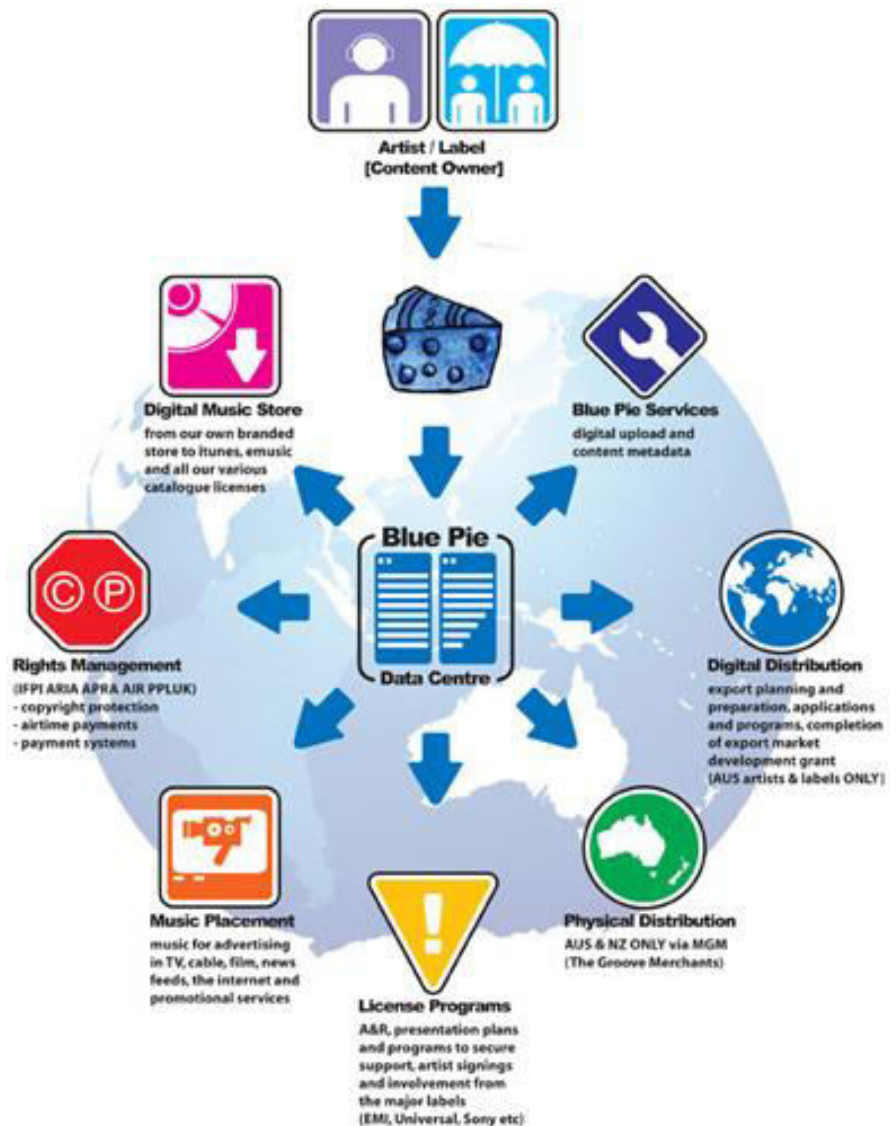 Artist / Label
[Content Owner]
Digital Music Store
from our own branded
store to itunes, emusic
and all our various
catalogue licenses
Blue Pie Services
digital upload and
content metadata
Blue Pie
Data Centre
C P
Rights Management
(IFPI ARIA APRA AIR PPLUK)
- copyright protection
- airtime payments
- payment systems
Digital Distribution
export planning and
preparation, applications
and programs, completion
of export market
development grant
(AUS artists & labels ONLY)
Music Placement
music for advertising
in TV, cable, film, news
feeds, the internet and
promotional services
!
License Programs
A&R, presentation plans
and programs to secure
support, artist signings
and involvement from
the major labels
(EMI, Universal, Sony etc)
Physical Distribution
AUS & NZ ONLY via MGM
(The Groove Merchants)